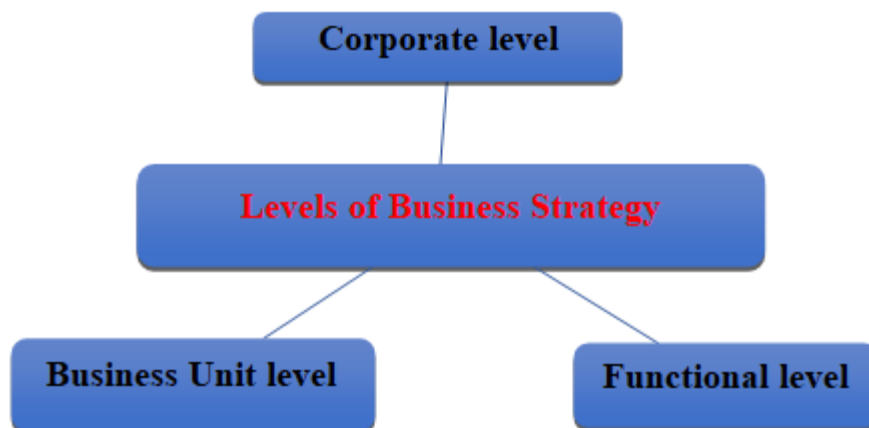 Corporate level
Levels of Business Strategy
Business Unit level
Functional level